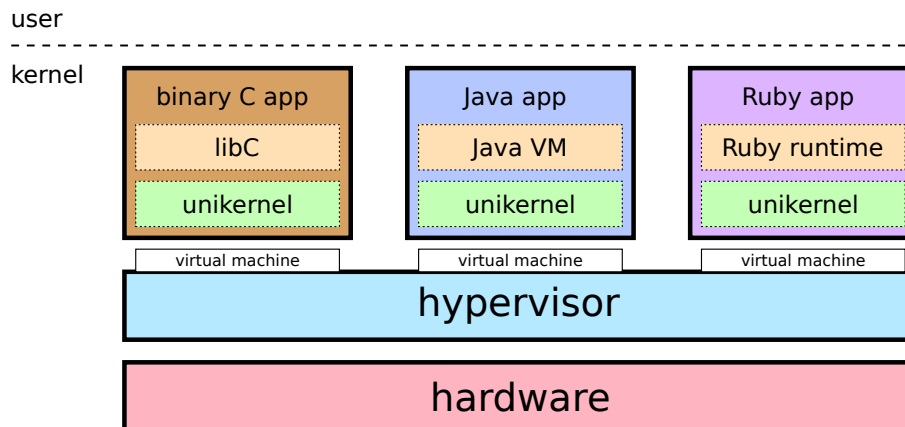 user
kernel
binary C app
libC
unikernel
virtual machine
Java app
Java VM
unikernel
virtual machine
Ruby app
Ruby runtime
unikernel
virtual machine
hypervisor
hardware